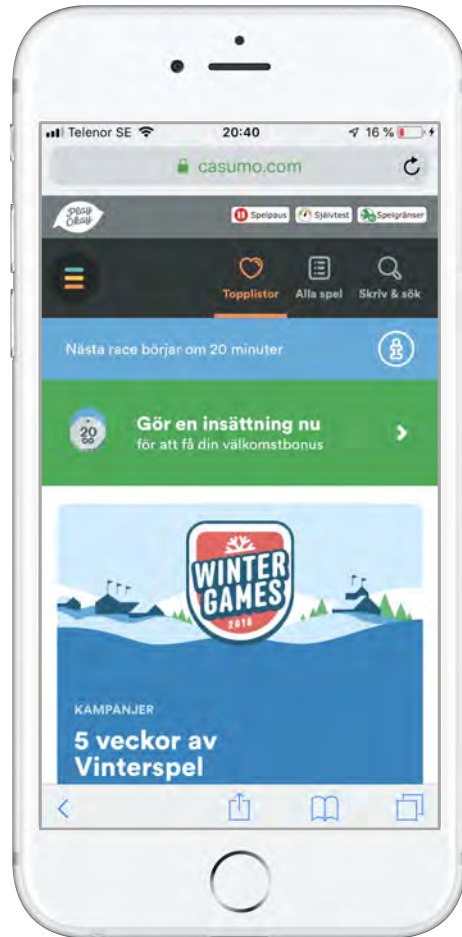 Telenor SE
20:40
16 %
casumo.com
Play
Okay
Spelpaus
Självtest
Spelgränser
Topplistor
Alla spel
Skriv & sök
Nästa race börjar om 20 minuter
20
Gör en insättning nu
för att få din välkomstbonus
WINTER
GAMES
2018
KAMPANJER
5 veckor av
Vinterspel